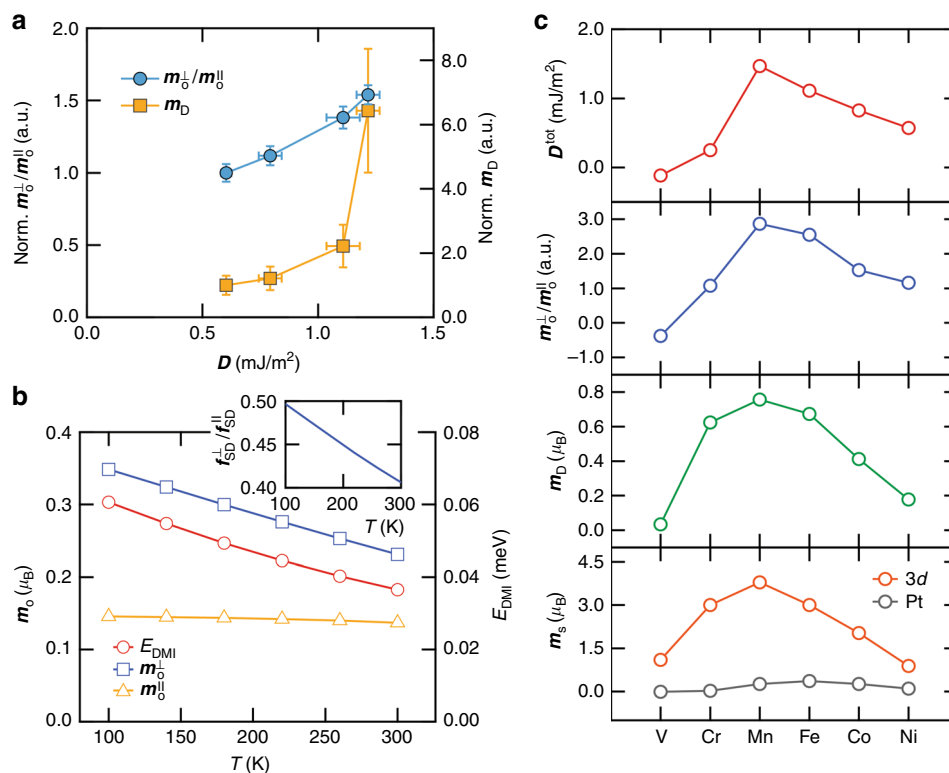 a
2.0
1.5
1.0
0.5
0.0
Norm. m⊥o/m||o (a.u.)
m⊥o/m||o
mD
8.0
6.0
4.0
2.0
0.0
Norm. mD (a.u.)
0.0 0.5 1.0 1.5
D (mJ/m²)
b
0.4
0.3
0.2
0.1
0.0
mo (μB)
0.50
0.45
0.40
f⊥SD/f||SD
100 200 300
T (K)
0.08
0.06
0.04
0.02
0.00
EDMI (meV)
EDMI
m⊥o
m||o
100 150 200 250 300
T (K)
c
2.0
1.0
0.0
Dtot (mJ/m²)
3.0
2.0
1.0
0.0
−1.0
m⊥o/m||o (a.u.)
0.8
0.6
0.4
0.2
0.0
mD (μB)
4.5
3.0
1.5
0.0
ms (μB)
3d
Pt
V Cr Mn Fe Co Ni